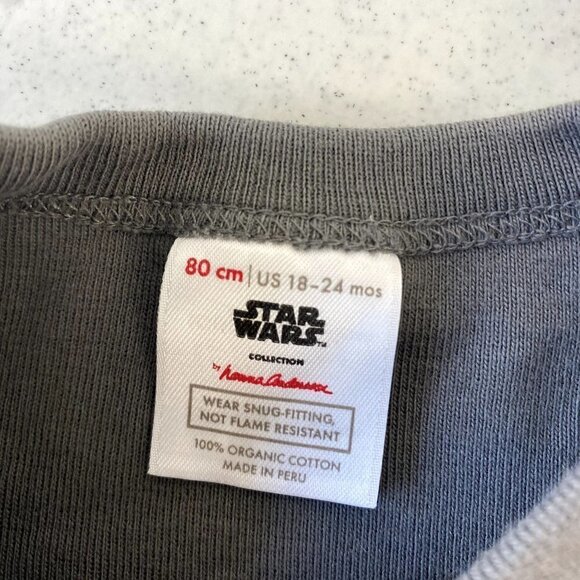 80 cm | US 18-24 mos
STAR
WARS™
COLLECTION
by hanna andersson
WEAR SNUG-FITTING,
NOT FLAME RESISTANT
100% ORGANIC COTTON
MADE IN PERU